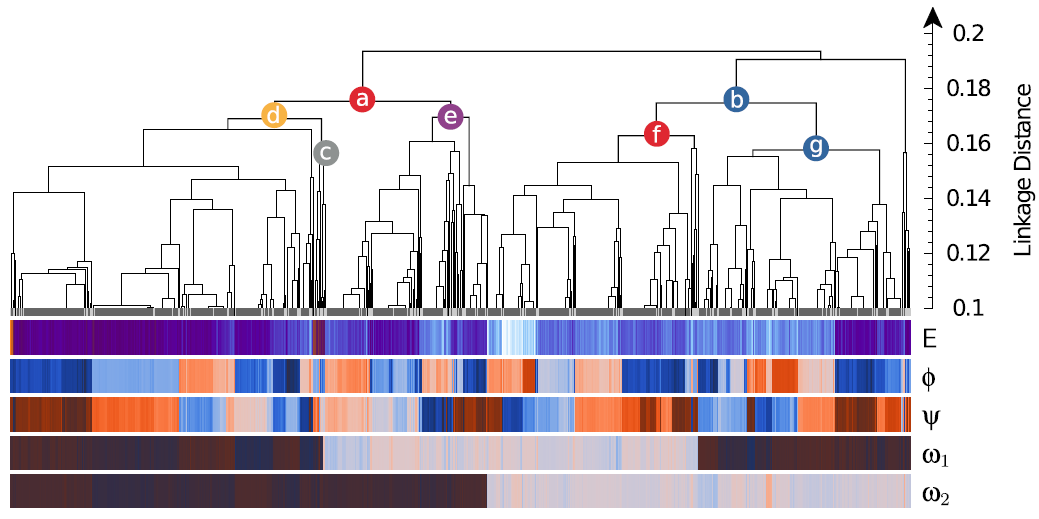 0.2
0.18
0.16
0.14
0.12
0.1
Linkage Distance
a
b
c
d
e
f
g
E
ϕ
ψ
ω1
ω2